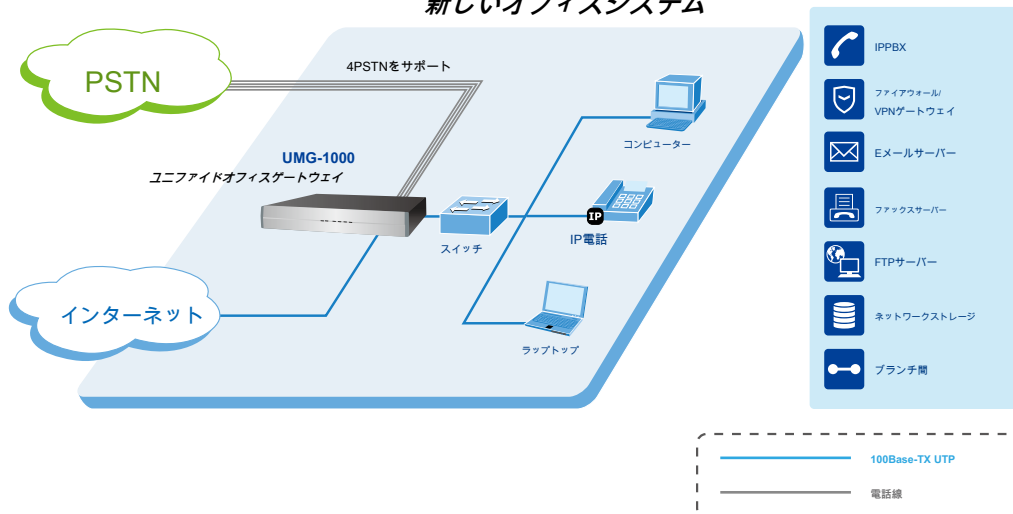 新しいオフィスシステム
PSTN
4PSTNをサポート
UMG-1000
ユニファイドオフィスゲートウェイ
インターネット
スイッチ
コンピューター
IP
IP電話
ラップトップ
IPPBX
ファイアウォール/
VPNゲートウェイ
Eメールサーバー
ファックスサーバー
FTPサーバー
ネットワークストレージ
ブランチ間
100Base-TX UTP
電話線